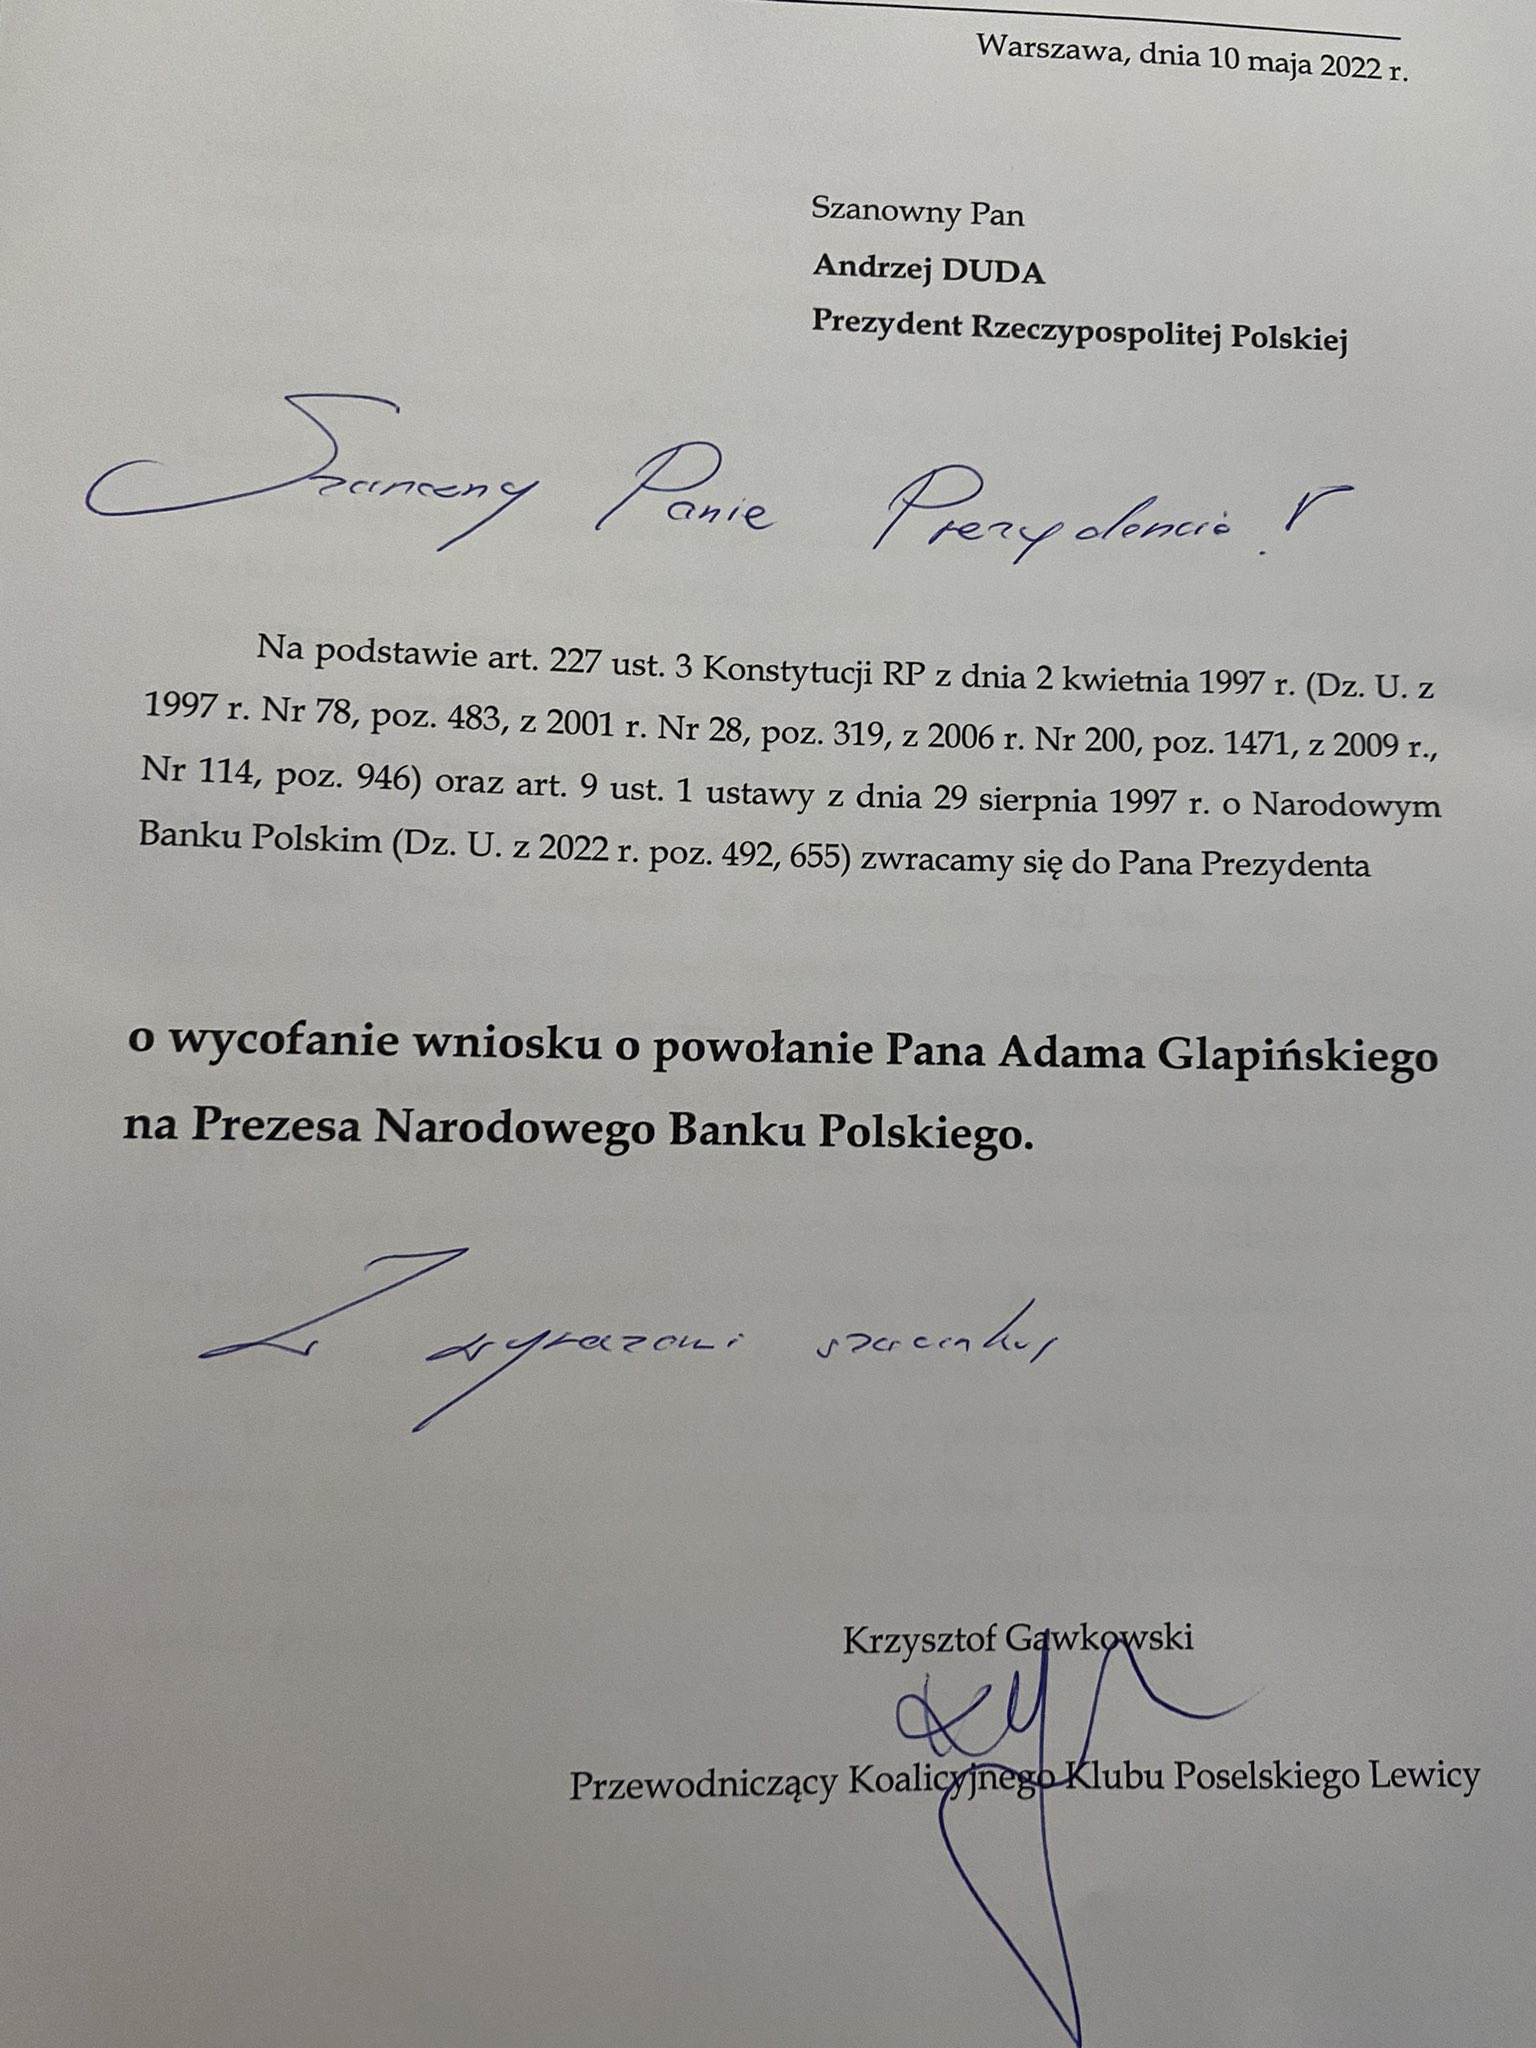 Warszawa, dnia 10 maja 2022 r.
Szanowny Pan
Andrzej DUDA
Prezydent Rzeczypospolitej Polskiej
Szanowny Panie Prezydencie!
Na podstawie art. 227 ust. 3 Konstytucji RP z dnia 2 kwietnia 1997 r. (Dz. U. z
1997 r. Nr 78, poz. 483, z 2001 r. Nr 28, poz. 319, z 2006 r. Nr 200, poz. 1471, z 2009 r.,
Nr 114, poz. 946) oraz art. 9 ust. 1 ustawy z dnia 29 sierpnia 1997 r. o Narodowym
Banku Polskim (Dz. U. z 2022 r. poz. 492, 655) zwracamy się do Pana Prezydenta
o wycofanie wniosku o powołanie Pana Adama Glapińskiego
na Prezesa Narodowego Banku Polskiego.
Z wyrazami szacunku,
Krzysztof Gawkowski
Przewodniczący Koalicyjnego Klubu Poselskiego Lewicy